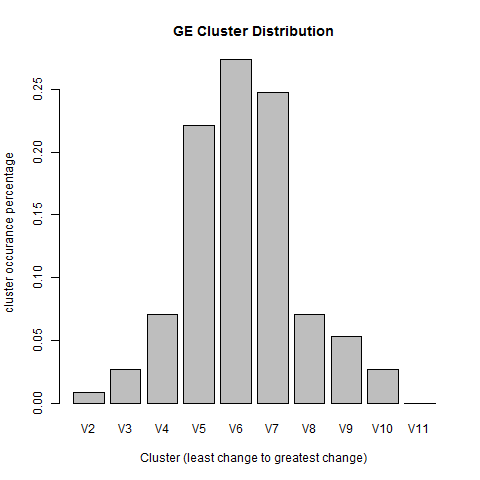 GE Cluster Distribution
cluster occurance percentage
0.25
0.20
0.15
0.10
0.05
0.00
V2 V3 V4 V5 V6 V7 V8 V9 V10 V11
Cluster (least change to greatest change)